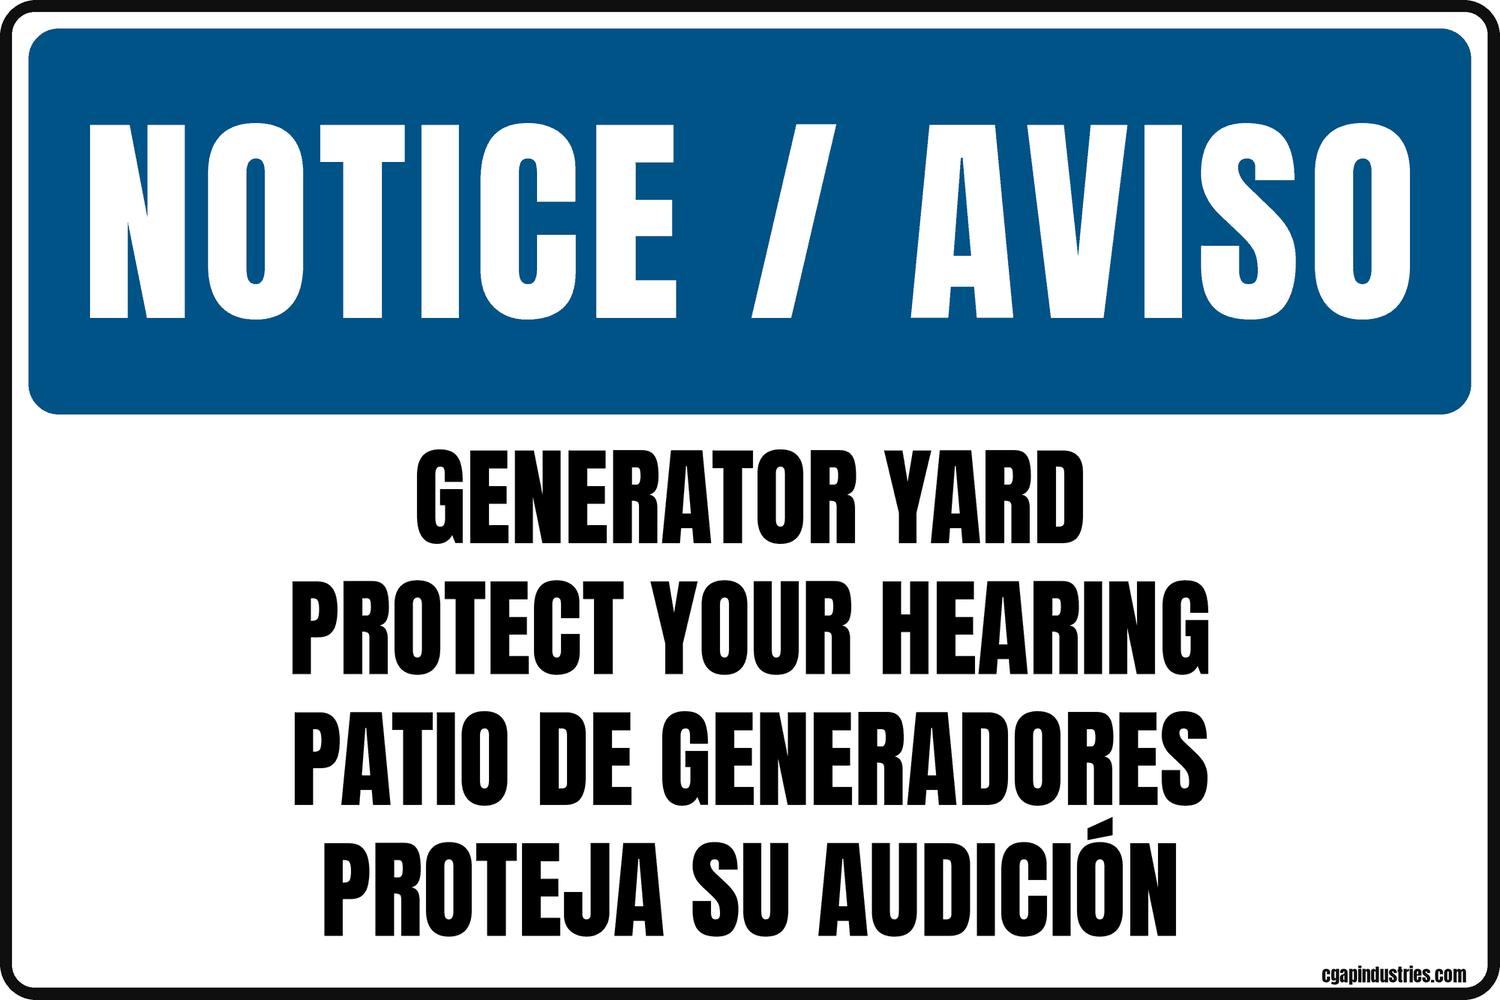 NOTICE / AVISO
GENERATOR YARD
PROTECT YOUR HEARING
PATIO DE GENERADORES
PROTEJA SU AUDICIÓN
cgapindustries.com